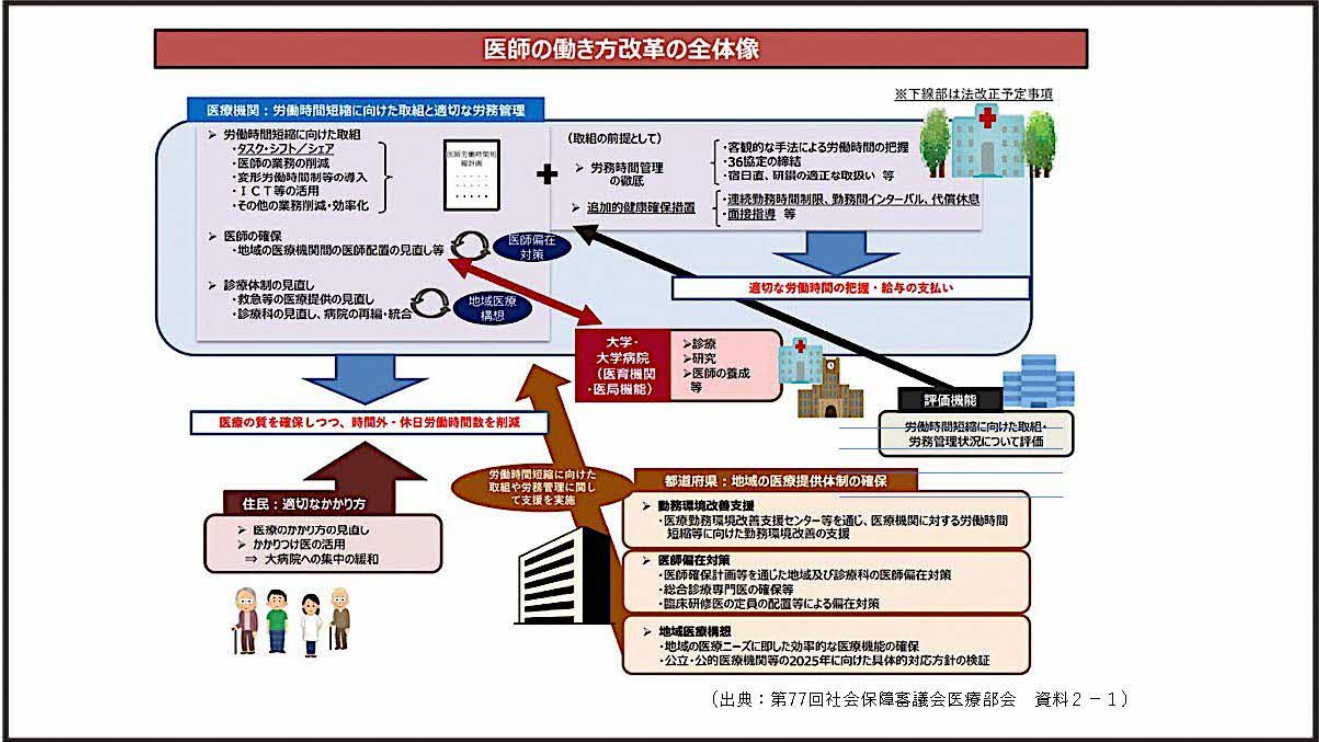 医師の働き方改革の全体像
※下線部は法改正予定事項
医療機関：労働時間短縮に向けた取組と適切な労務管理
➢ 労働時間短縮に向けた取組
・タスク・シフト／シェア
・医師の業務の削減
・変形労働時間制等の導入
・ＩＣＴ等の活用
・その他の業務削減・効率化
医師労働時間短
縮計画
➢ 医師の確保
・地域の医療機関間の医師配置の見直し等
医師偏在
対策
➢ 診療体制の見直し
・救急等の医療提供の見直し
・診療科の見直し、病院の再編・統合
地域医療
構想
+
（取組の前提として）
➢ 労務時間管理
の徹底
・客観的な手法による労働時間の把握
・36協定の締結
・宿日直、研鑽の適正な取扱い 等
➢ 追加的健康確保措置
・連続勤務時間制限、勤務間インターバル、代償休息
・面接指導 等
適切な労働時間の把握・給与の支払い
大学・
大学病院
（医育機関
・医局機能）
➢診療
➢研究
➢医師の養成
等
評価機能
労働時間短縮に向けた取組・
労務管理状況について評価
医療の質を確保しつつ、時間外・休日労働時間数を削減
住民：適切なかかり方
➢ 医療のかかり方の見直し
➢ かかりつけ医の活用
⇒ 大病院への集中の緩和
労働時間短縮に向けた
取組や労務管理に関し
て支援を実施
都道府県：地域の医療提供体制の確保
➢ 勤務環境改善支援
・医療勤務環境改善支援センター等を通じ、医療機関に対する労働時間
短縮等に向けた勤務環境改善の支援
➢ 医師偏在対策
・医師確保計画等を通じた地域及び診療科の医師偏在対策
・総合診療専門医の確保等
・臨床研修医の定員の配置等による偏在対策
➢ 地域医療構想
・地域の医療ニーズに即した効率的な医療機能の確保
・公立・公的医療機関等の2025年に向けた具体的対応方針の検証
（出典：第77回社会保障審議会医療部会　資料２－１）